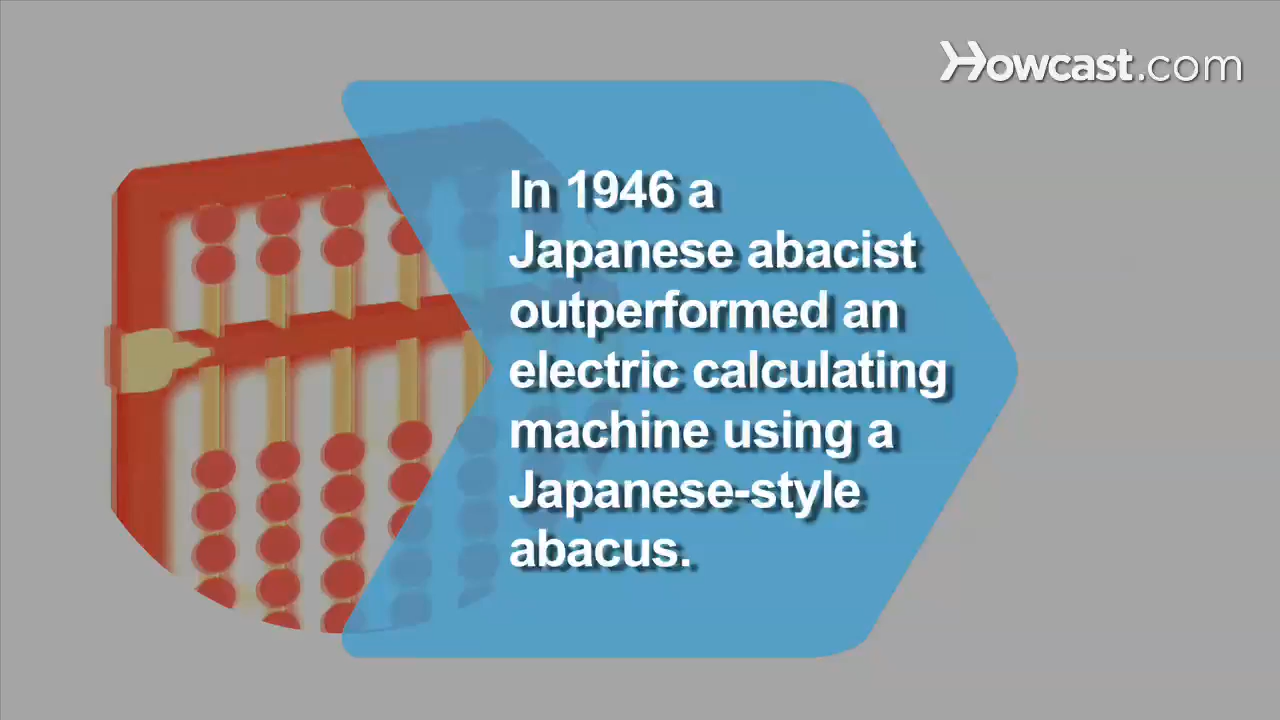 Howcast.com
In 1946 a
Japanese abacist
outperformed an
electric calculating
machine using a
Japanese-style
abacus.